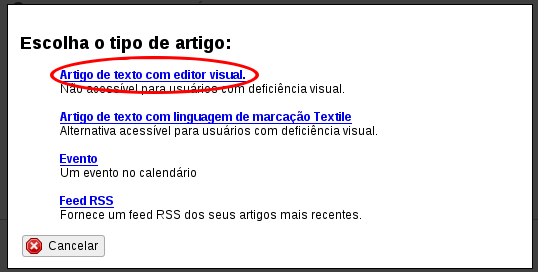 Escolha o tipo de artigo:
Artigo de texto com editor visual.
Não acessível para usuários com deficiência visual.
Artigo de texto com linguagem de marcação Textile
Alternativa acessível para usuários com deficiência visual.
Evento
Um evento no calendário
Feed RSS
Fornece um feed RSS dos seus artigos mais recentes.
Cancelar